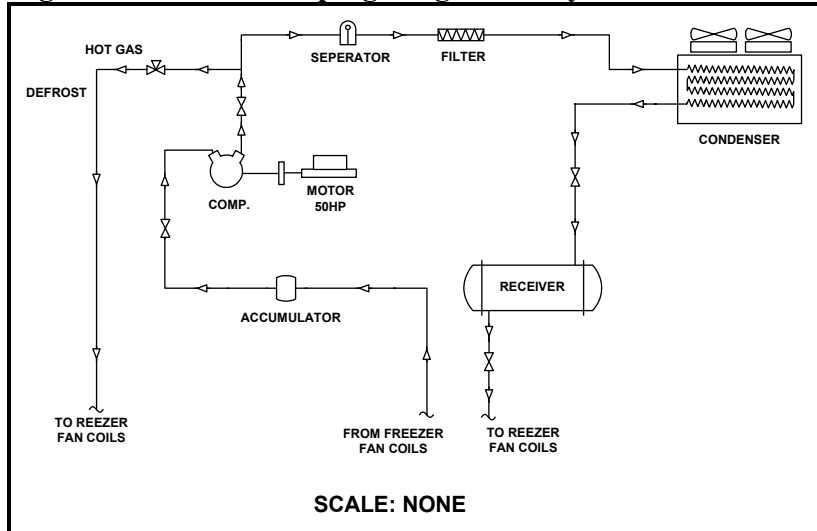 HOT GAS
DEFROST
SEPERATOR
FILTER
CONDENSER
COMP.
MOTOR
50HP
RECEIVER
ACCUMULATOR
TO REEZER
FAN COILS
FROM FREEZER
FAN COILS
TO REEZER
FAN COILS
SCALE: NONE